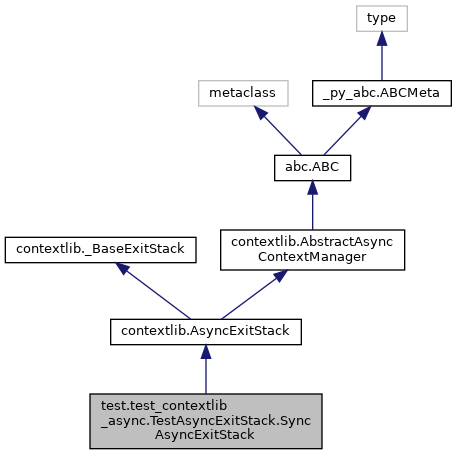 type
metaclass
_py_abc.ABCMeta
abc.ABC
contextlib._BaseExitStack
contextlib.AbstractAsync
ContextManager
contextlib.AsyncExitStack
test.test_contextlib
_async.TestAsyncExitStack.Sync
AsyncExitStack